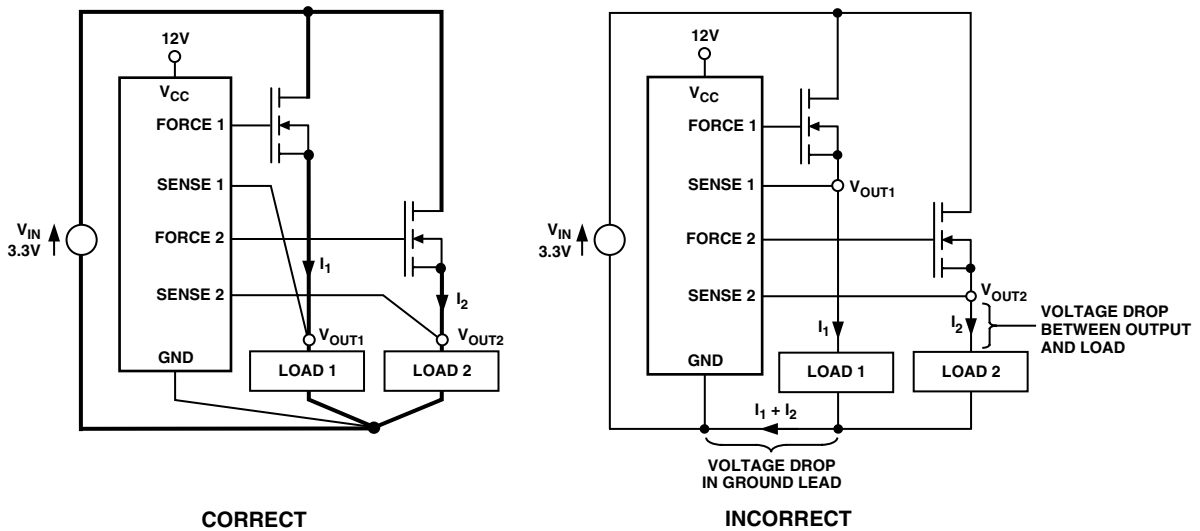 12V
VCC
FORCE 1
SENSE 1
VIN
3.3V
FORCE 2
I1
SENSE 2
I2
VOUT1
VOUT2
GND
LOAD 1
LOAD 2
CORRECT
12V
VCC
FORCE 1
SENSE 1
VOUT1
VIN
3.3V
FORCE 2
SENSE 2
VOUT2
I1
I2
VOLTAGE DROP
BETWEEN OUTPUT
AND LOAD
GND
LOAD 1
LOAD 2
I1 + I2
VOLTAGE DROP
IN GROUND LEAD
INCORRECT